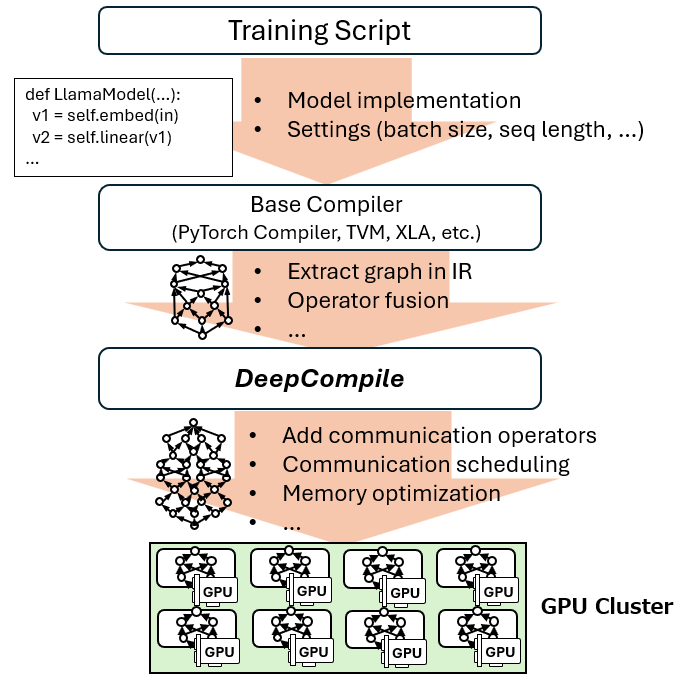 Training Script
def LlamaModel(...):
v1 = self.embed(in)
v2 = self.linear(v1)
...
• Model implementation
• Settings (batch size, seq length, ...)
Base Compiler
(PyTorch Compiler, TVM, XLA, etc.)
• Extract graph in IR
• Operator fusion
• ...
DeepCompile
• Add communication operators
• Communication scheduling
• Memory optimization
• ...
GPU GPU GPU GPU
GPU Cluster
GPU GPU GPU GPU